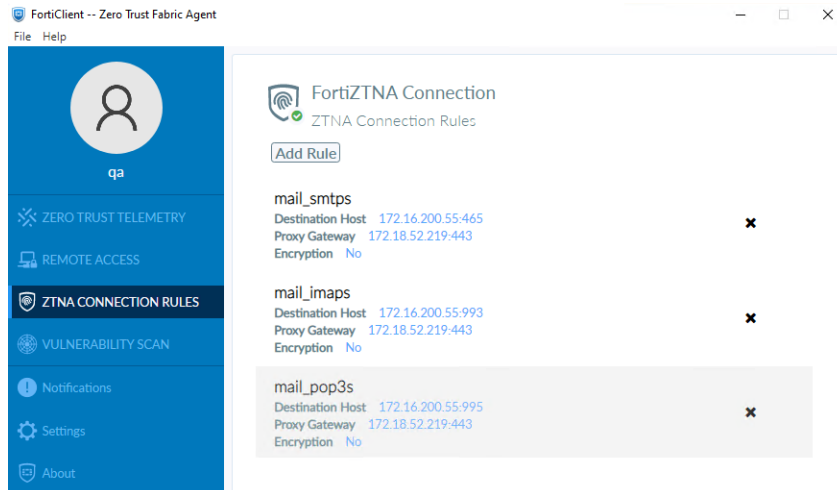 FortiClient -- Zero Trust Fabric Agent
File Help
qa
ZERO TRUST TELEMETRY
REMOTE ACCESS
ZTNA CONNECTION RULES
VULNERABILITY SCAN
Notifications
Settings
About
FortiZTNA Connection
ZTNA Connection Rules
Add Rule
mail_smtps
Destination Host 172.16.200.55:465
Proxy Gateway 172.18.52.219:443
Encryption No
mail_imaps
Destination Host 172.16.200.55:993
Proxy Gateway 172.18.52.219:443
Encryption No
mail_pop3s
Destination Host 172.16.200.55:995
Proxy Gateway 172.18.52.219:443
Encryption No